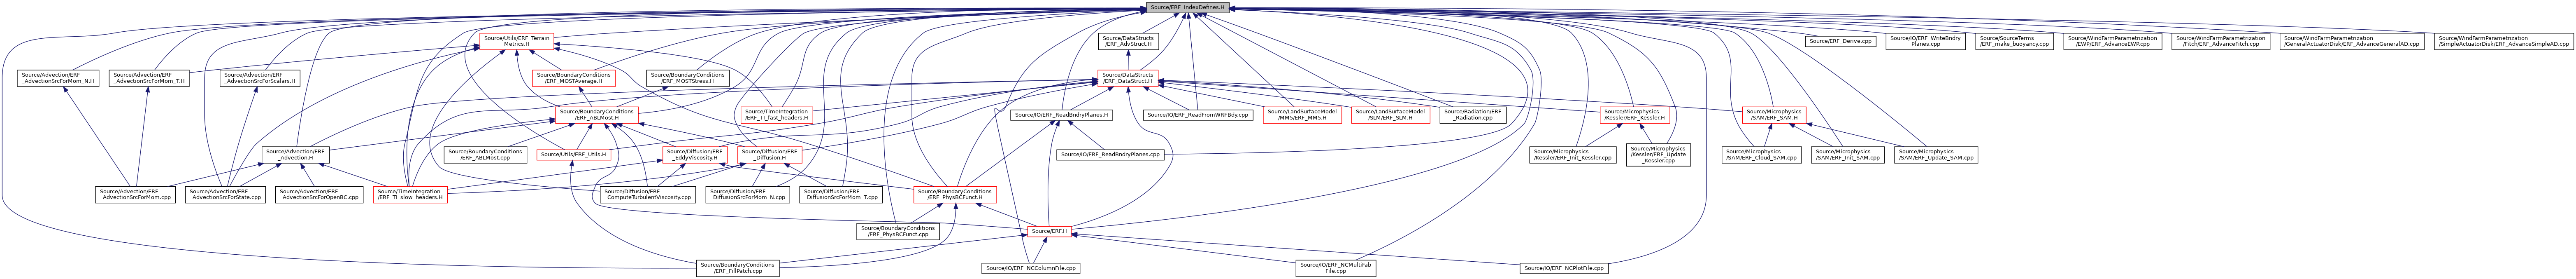 Source/ERF_IndexDefines.H
Source/Utils/ERF_Terrain
Metrics.H
Source/DataStructs
/ERF_AdvStruct.H
Source/ERF_Derive.cpp
Source/IO/ERF_WriteBndry
Planes.cpp
Source/SourceTerms
/ERF_make_buoyancy.cpp
Source/WindFarmParametrization
/EWP/ERF_AdvanceEWP.cpp
Source/WindFarmParametrization
/Fitch/ERF_AdvanceFitch.cpp
Source/WindFarmParametrization
/GeneralActuatorDisk/ERF_AdvanceGeneralAD.cpp
Source/WindFarmParametrization
/SimpleActuatorDisk/ERF_AdvanceSimpleAD.cpp
Source/Advection/ERF
_AdvectionSrcForMom_N.H
Source/Advection/ERF
_AdvectionSrcForMom_T.H
Source/Advection/ERF
_AdvectionSrcForScalars.H
Source/BoundaryConditions
/ERF_MOSTAverage.H
Source/BoundaryConditions
/ERF_MOSTStress.H
Source/DataStructs
/ERF_DataStruct.H
Source/BoundaryConditions
/ERF_ABLMost.H
Source/TimeIntegration
/ERF_TI_fast_headers.H
Source/IO/ERF_ReadBndryPlanes.H
Source/IO/ERF_ReadFromWRFBdy.cpp
Source/LandSurfaceModel
/MM5/ERF_MM5.H
Source/LandSurfaceModel
/SLM/ERF_SLM.H
Source/Radiation/ERF
_Radiation.cpp
Source/Microphysics
/Kessler/ERF_Kessler.H
Source/Microphysics
/SAM/ERF_SAM.H
Source/Advection/ERF
_Advection.H
Source/BoundaryConditions
/ERF_ABLMost.cpp
Source/Utils/ERF_Utils.H
Source/Diffusion/ERF
_EddyViscosity.H
Source/Diffusion/ERF
_Diffusion.H
Source/IO/ERF_ReadBndryPlanes.cpp
Source/Microphysics
/Kessler/ERF_Init_Kessler.cpp
Source/Microphysics
/Kessler/ERF_Update
_Kessler.cpp
Source/Microphysics
/SAM/ERF_Cloud_SAM.cpp
Source/Microphysics
/SAM/ERF_Init_SAM.cpp
Source/Microphysics
/SAM/ERF_Update_SAM.cpp
Source/Advection/ERF
_AdvectionSrcForMom.cpp
Source/Advection/ERF
_AdvectionSrcForState.cpp
Source/Advection/ERF
_AdvectionSrcForOpenBC.cpp
Source/TimeIntegration
/ERF_TI_slow_headers.H
Source/Diffusion/ERF
_ComputeTurbulentViscosity.cpp
Source/Diffusion/ERF
_DiffusionSrcForMom_N.cpp
Source/Diffusion/ERF
_DiffusionSrcForMom_T.cpp
Source/BoundaryConditions
/ERF_PhysBCFunct.H
Source/BoundaryConditions
/ERF_PhysBCFunct.cpp
Source/ERF.H
Source/BoundaryConditions
/ERF_FillPatch.cpp
Source/IO/ERF_NCColumnFile.cpp
Source/IO/ERF_NCMultiFab
File.cpp
Source/IO/ERF_NCPlotFile.cpp